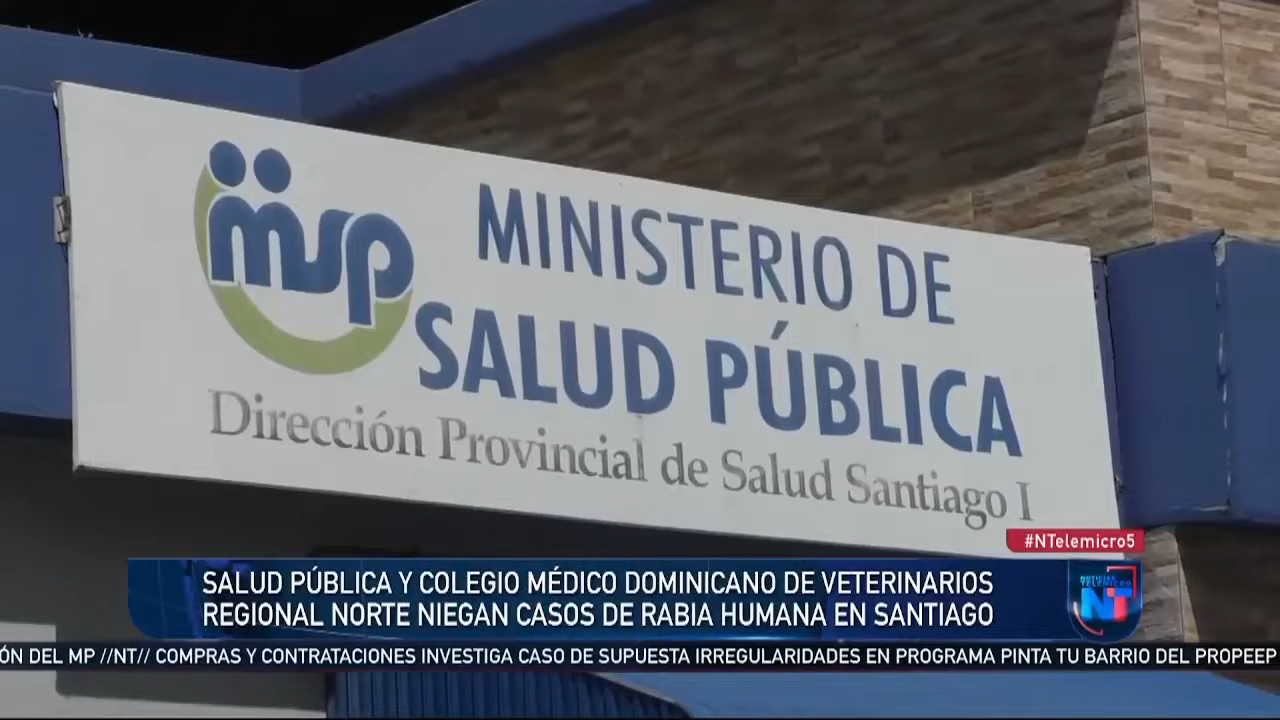 msp
MINISTERIO DE
SALUD PÚBLICA
Dirección Provincial de Salud Santiago I
#NTelemicro5
SALUD PÚBLICA Y COLEGIO MÉDICO DOMINICANO DE VETERINARIOS
REGIONAL NORTE NIEGAN CASOS DE RABIA HUMANA EN SANTIAGO
NOTICIAS
TELEMICRO
NT
ÓN DEL MP //NT// COMPRAS Y CONTRATACIONES INVESTIGA CASO DE SUPUESTA IRREGULARIDADES EN PROGRAMA PINTA TU BARRIO DEL PROPEEP